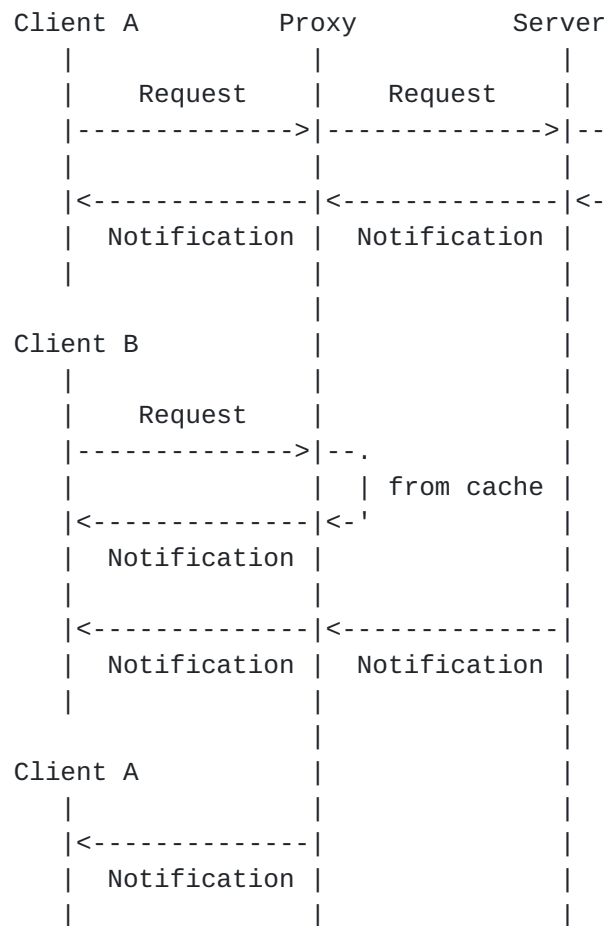 Client A Proxy Server
Request Request
Notification Notification
Client B
Request
from cache
Notification
Notification Notification
Client A
Notification